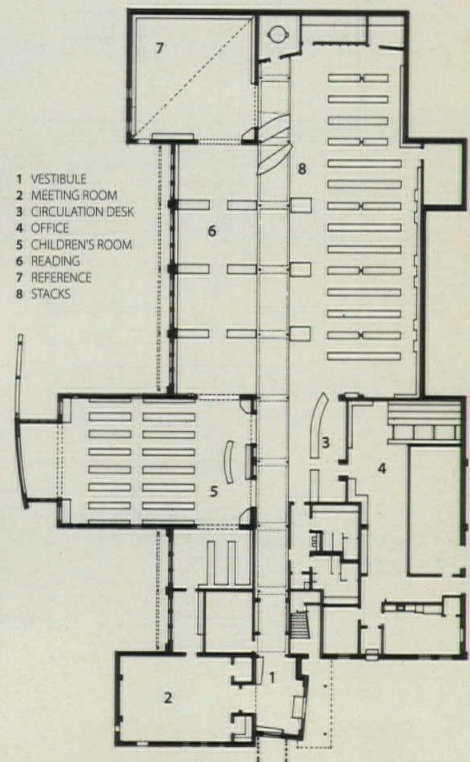 7
1 VESTIBULE
2 MEETING ROOM
3 CIRCULATION DESK
4 OFFICE
5 CHILDREN'S ROOM
6 READING
7 REFERENCE
8 STACKS
8
6
3
4
5
1
2